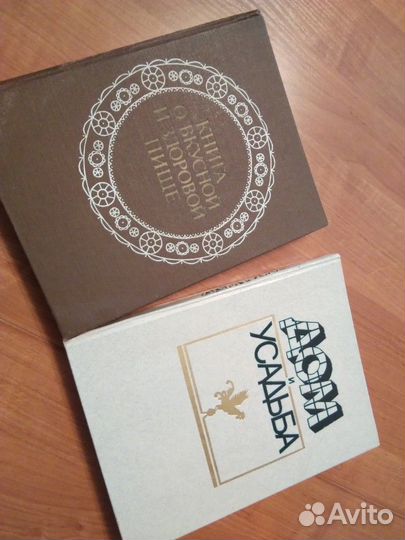 КНИГА
О ВКУСНОЙ
И ЗДОРОВОЙ
ПИЩЕ
ДОМ
И
УСАДЬБА
Avito